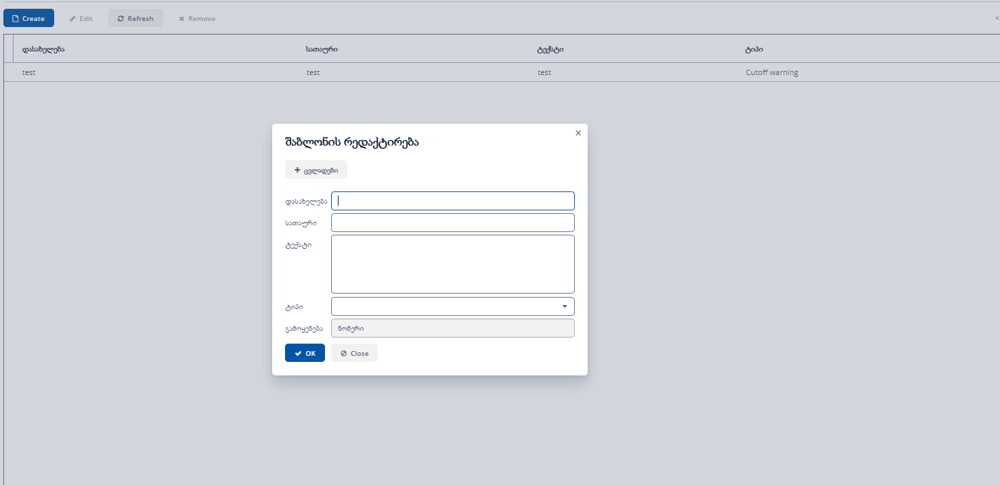 Create Edit Refresh Remove
დასახელება სათაური ტექსტი ტიპი
test test test Cutoff warning
შაბლონის რედაქტირება
ცვლადები
დასახელება
სათაური
ტექსტი
ტიპი
გამოყენება ნომერი
OK Close